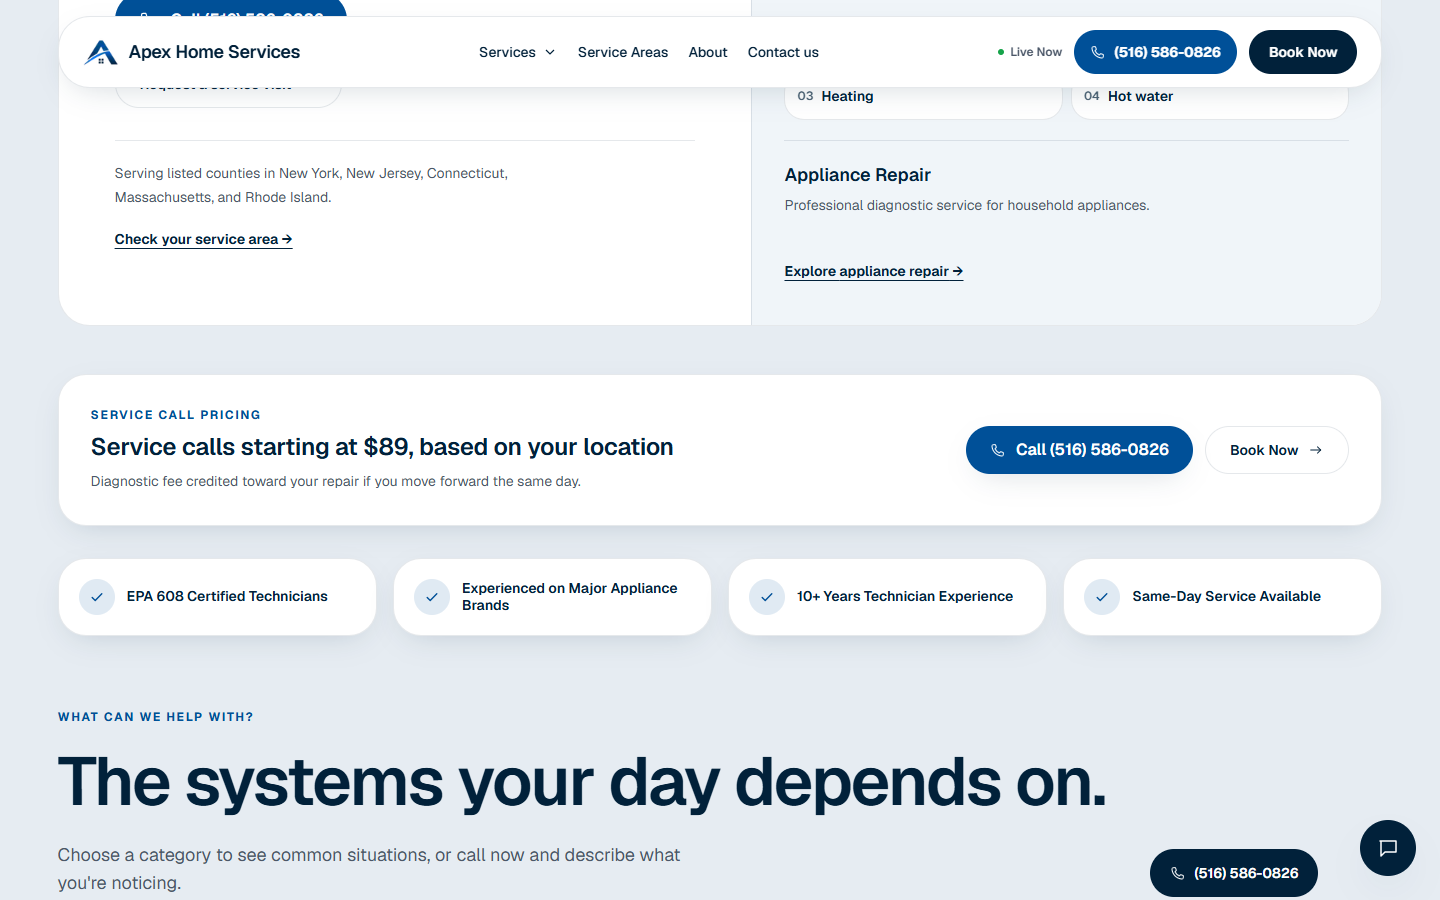 Apex Home Services
Services
Service Areas
About
Contact us
Live Now
(516) 586-0826
Book Now
03 Heating
04 Hot water
Serving listed counties in New York, New Jersey, Connecticut,
Massachusetts, and Rhode Island.
Check your service area →
Appliance Repair
Professional diagnostic service for household appliances.
Explore appliance repair →
SERVICE CALL PRICING
Service calls starting at $89, based on your location
Diagnostic fee credited toward your repair if you move forward the same day.
Call (516) 586-0826
Book Now →
EPA 608 Certified Technicians
Experienced on Major Appliance
Brands
10+ Years Technician Experience
Same-Day Service Available
WHAT CAN WE HELP WITH?
The systems your day depends on.
Choose a category to see common situations, or call now and describe what
you're noticing.
(516) 586-0826